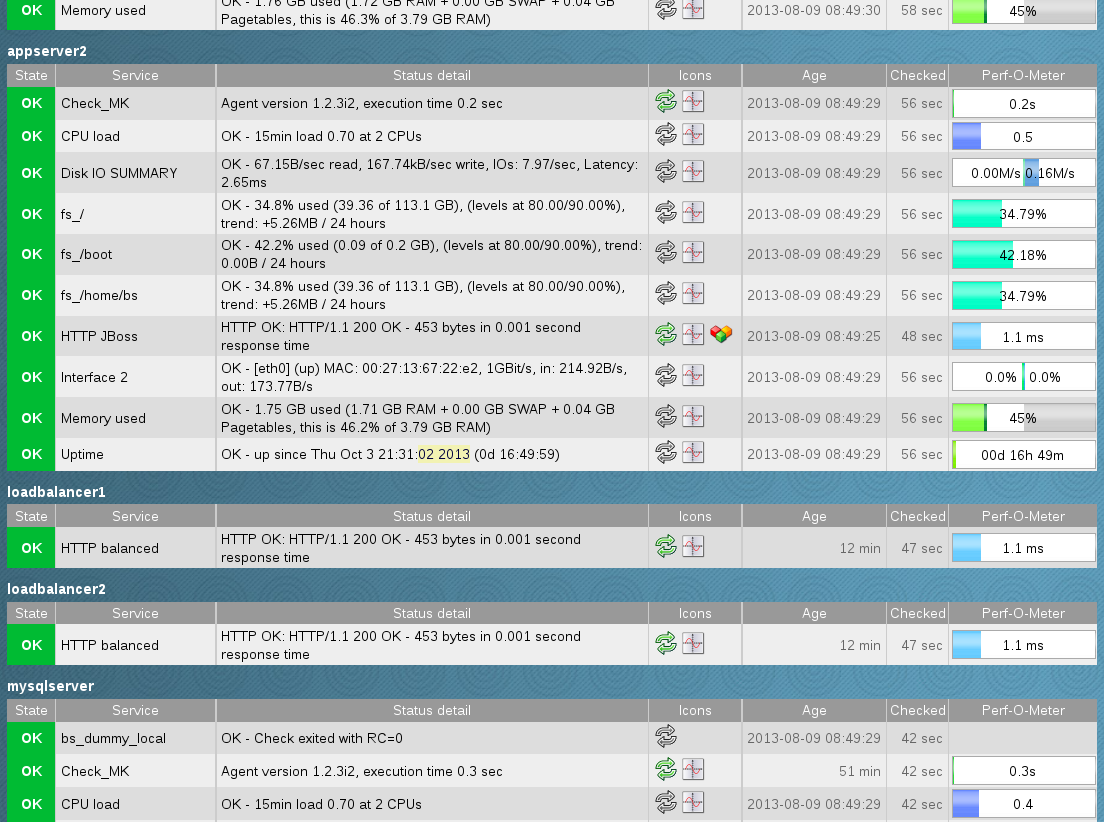 OK Memory used OK - 1.76 GB used (1.72 GB RAM + 0.00 GB SWAP + 0.04 GB 2013-08-09 08:49:30 58 sec 45%
Pagetables, this is 46.3% of 3.79 GB RAM)
appserver2
State Service Status detail Icons Age Checked Perf-O-Meter
OK Check_MK Agent version 1.2.3i2, execution time 0.2 sec 2013-08-09 08:49:29 56 sec 0.2s
OK CPU load OK - 15min load 0.70 at 2 CPUs 2013-08-09 08:49:29 56 sec 0.5
OK Disk IO SUMMARY OK - 67.15B/sec read, 167.74kB/sec write, IOs: 7.97/sec, Latency: 2013-08-09 08:49:29 56 sec 0.00M/s 0.16M/s
2.65ms
OK fs_/ OK - 34.8% used (39.36 of 113.1 GB), (levels at 80.00/90.00%), 2013-08-09 08:49:29 56 sec 34.79%
trend: +5.26MB / 24 hours
OK fs_/boot OK - 42.2% used (0.09 of 0.2 GB), (levels at 80.00/90.00%), trend: 2013-08-09 08:49:29 56 sec 42.18%
0.00B / 24 hours
OK fs_/home/bs OK - 34.8% used (39.36 of 113.1 GB), (levels at 80.00/90.00%), 2013-08-09 08:49:29 56 sec 34.79%
trend: +5.26MB / 24 hours
OK HTTP JBoss HTTP OK: HTTP/1.1 200 OK - 453 bytes in 0.001 second 2013-08-09 08:49:25 48 sec 1.1 ms
response time
OK Interface 2 OK - [eth0] (up) MAC: 00:27:13:67:22:e2, 1GBit/s, in: 214.92B/s, 2013-08-09 08:49:29 56 sec 0.0% 0.0%
out: 173.77B/s
OK Memory used OK - 1.75 GB used (1.71 GB RAM + 0.00 GB SWAP + 0.04 GB 2013-08-09 08:49:29 56 sec 45%
Pagetables, this is 46.2% of 3.79 GB RAM)
OK Uptime OK - up since Thu Oct 3 21:31:02 2013 (0d 16:49:59) 2013-08-09 08:49:29 56 sec 00d 16h 49m
loadbalancer1
State Service Status detail Icons Age Checked Perf-O-Meter
OK HTTP balanced HTTP OK: HTTP/1.1 200 OK - 453 bytes in 0.001 second 12 min 47 sec 1.1 ms
response time
loadbalancer2
State Service Status detail Icons Age Checked Perf-O-Meter
OK HTTP balanced HTTP OK: HTTP/1.1 200 OK - 453 bytes in 0.001 second 12 min 47 sec 1.1 ms
response time
mysqlserver
State Service Status detail Icons Age Checked Perf-O-Meter
OK bs_dummy_local OK - Check exited with RC=0 2013-08-09 08:49:29 42 sec
OK Check_MK Agent version 1.2.3i2, execution time 0.3 sec 51 min 42 sec 0.3s
OK CPU load OK - 15min load 0.70 at 2 CPUs 2013-08-09 08:49:29 42 sec 0.4